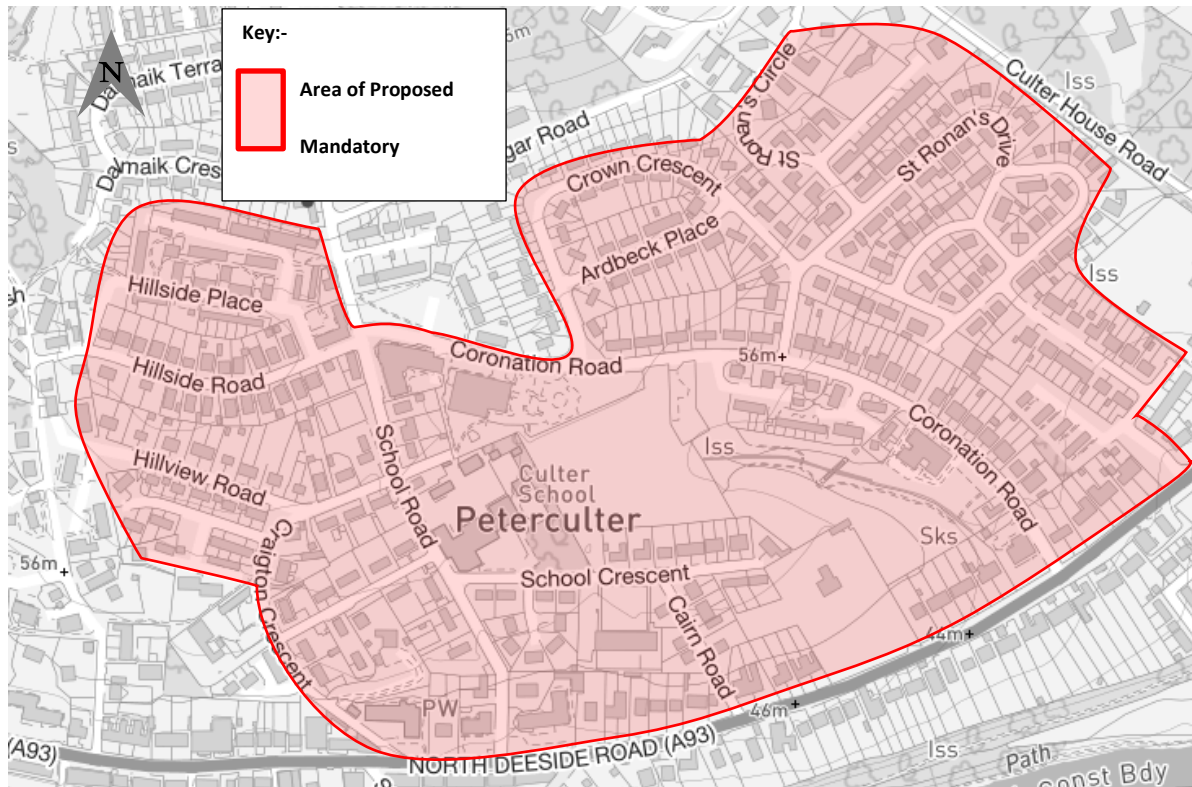 Key:-
Area of Proposed
Mandatory
N
Culter House Road
Iss
St Ronan's Circle
St Ronan's Drive
gar Road
maik Cres
Crown Crescent
Ardbeck Place
Iss
Hillside Place
Hillside Road
Coronation Road
56m
Hillview Road
School Road
Iss
Coronation Road
Culter
School
Peterculter
Sks
56m
Craigton Crescent
School Crescent
Cairn Road
44m
PW
46m
(A93)
NORTH DEESIDE ROAD (A93)
Iss
Path
Const Bdy